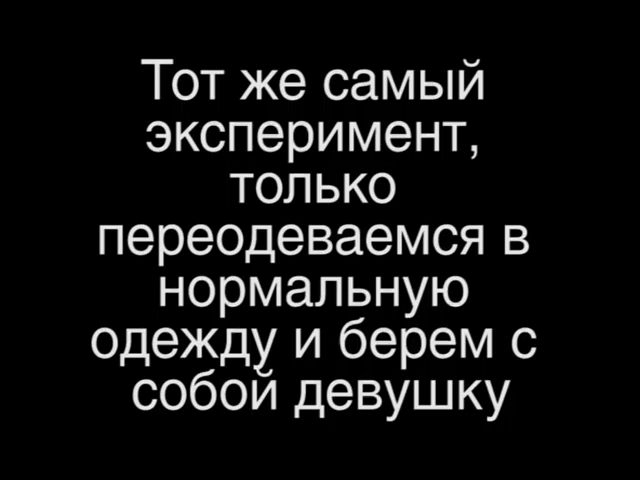 Тот же самый
эксперимент,
только
переодеваемся в
нормальную
одежду и берем с
собой девушку